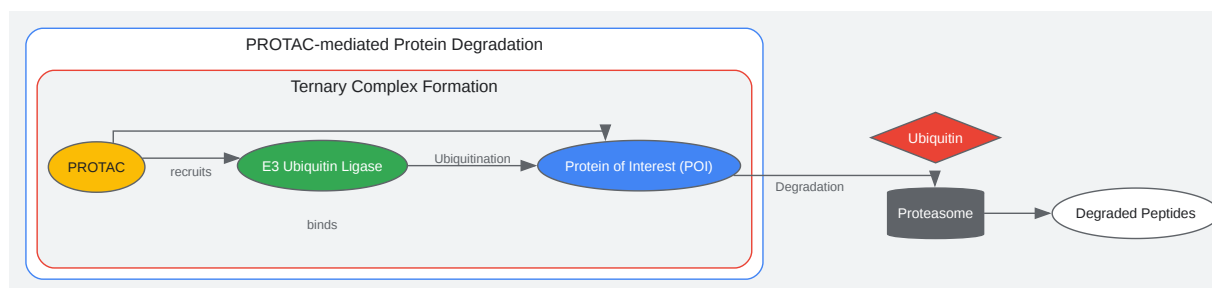 PROTAC-mediated Protein Degradation
Ternary Complex Formation
PROTAC
recruits
E3 Ubiquitin Ligase
Ubiquitination
Protein of Interest (POI)
binds
Degradation
Ubiquitin
Proteasome
Degraded Peptides